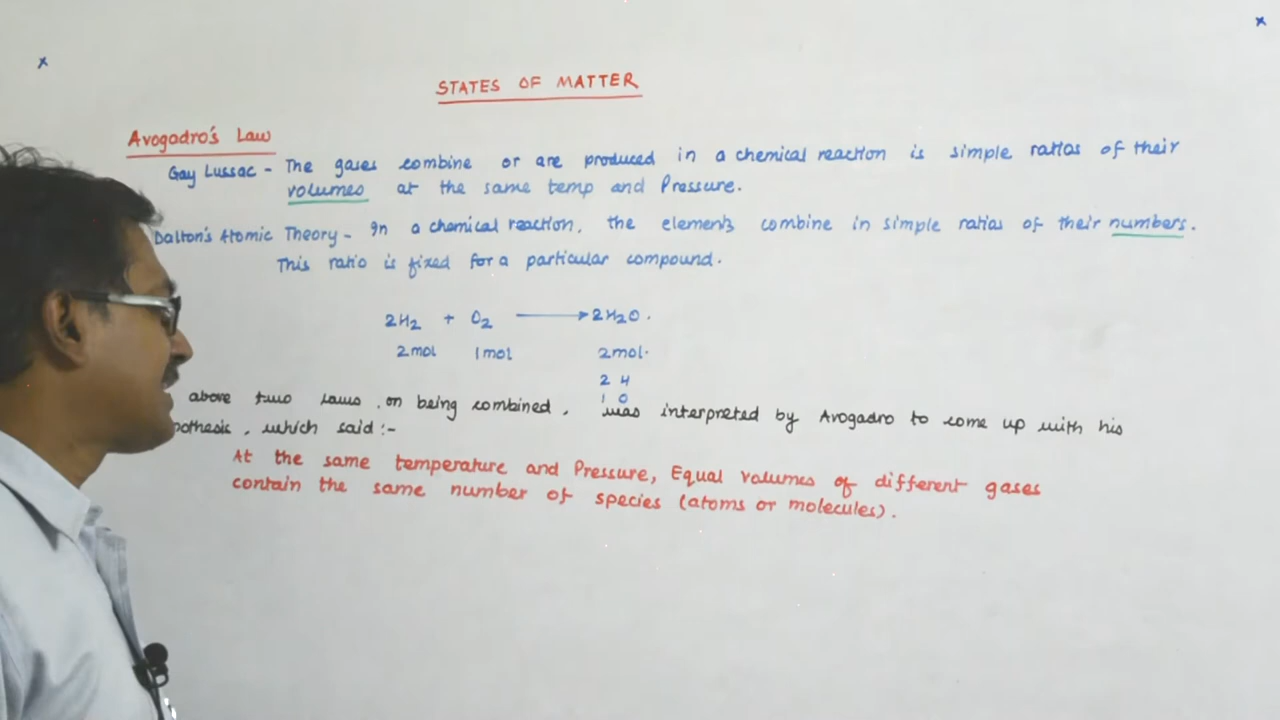 STATES OF MATTER
Avogadro's Law
Gay Lussac - The gases combine or are produced in a chemical reaction is simple ratios of their
volumes at the same temp and Pressure.
Dalton's Atomic Theory - In a chemical reaction, the elements combine in simple ratios of their numbers.
This ratio is fixed for a particular compound.
2H₂ + O₂ → 2H₂O.
2mol 1mol 2mol.
2 H
1 O
above two laws on being combined, was interpreted by Avogadro to come up with his
pothesis, which said :-
At the same temperature and Pressure, Equal volumes of different gases
contain the same number of species (atoms or molecules).